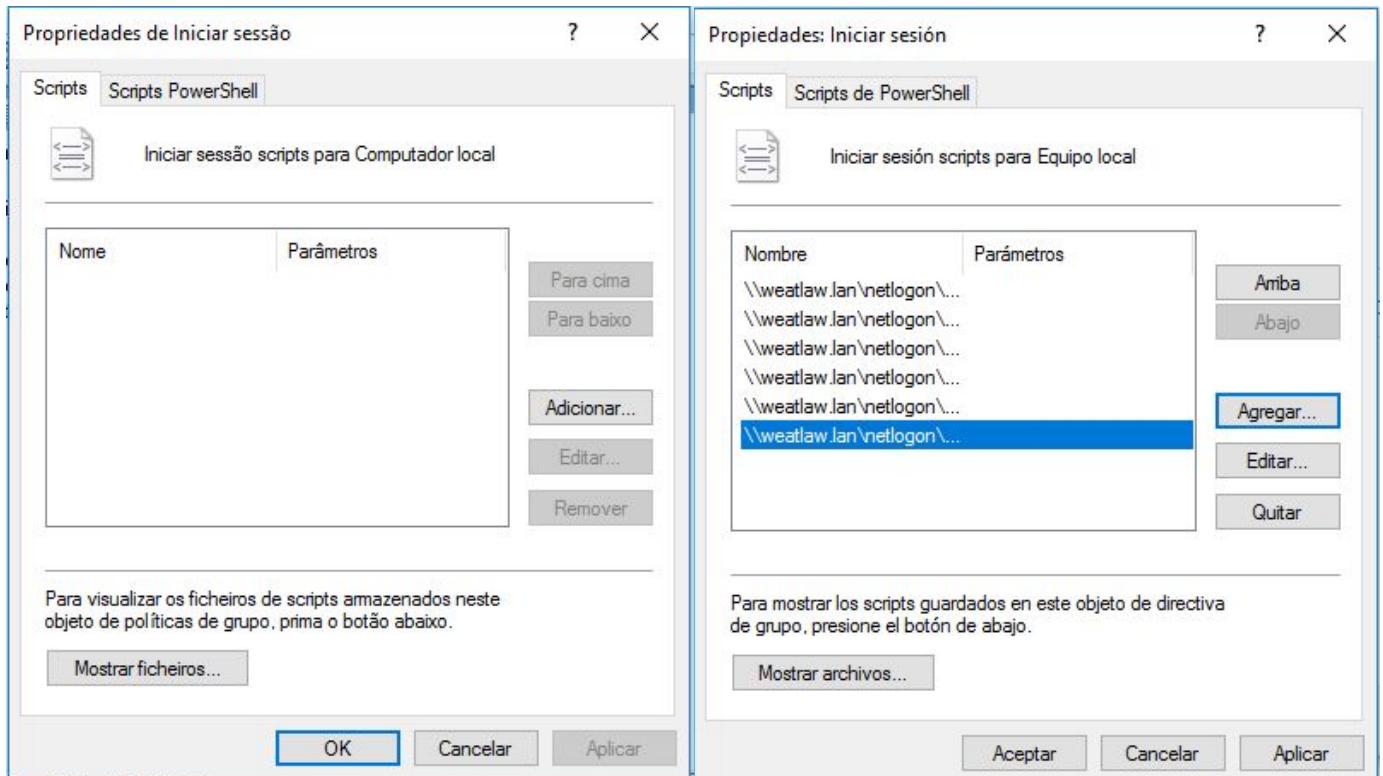 Propriedades de Iniciar sessão
?
Scripts
Scripts PowerShell
Iniciar sessão scripts para Computador local
Nome
Parâmetros
Para cima
Para baixo
Adicionar...
Editar...
Remover
Para visualizar os ficheiros de scripts armazenados neste
objeto de políticas de grupo, prima o botão abaixo.
Mostrar ficheiros...
OK
Cancelar
Aplicar
Propiedades: Iniciar sesión
?
Scripts
Scripts de PowerShell
Iniciar sesión scripts para Equipo local
Nombre
Parámetros
\\weatlaw.lan\netlogon\...
\\weatlaw.lan\netlogon\...
\\weatlaw.lan\netlogon\...
\\weatlaw.lan\netlogon\...
\\weatlaw.lan\netlogon\...
\\weatlaw.lan\netlogon\...
Arriba
Abajo
Agregar...
Editar...
Quitar
Para mostrar los scripts guardados en este objeto de directiva
de grupo, presione el botón de abajo.
Mostrar archivos...
Aceptar
Cancelar
Aplicar